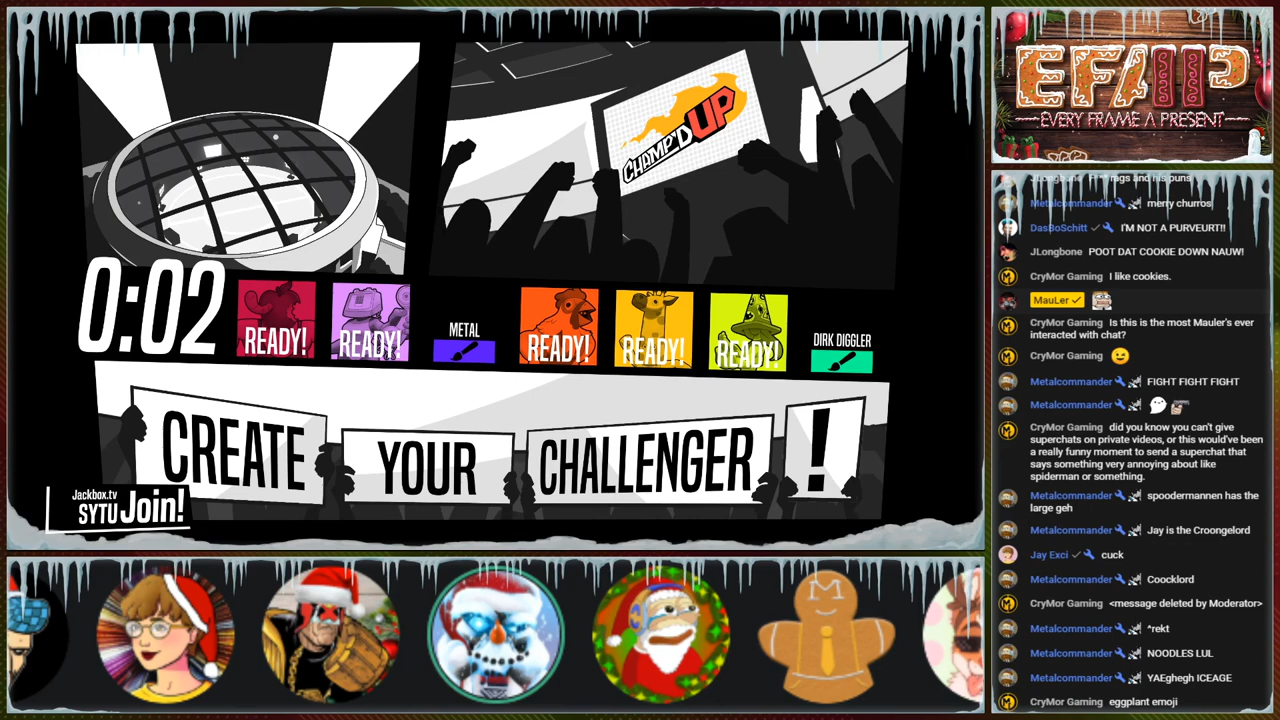 CHAMP'D UP
0:02
READY!
READY!
METAL
READY!
READY!
READY!
DIRK DIGGLER
CREATE YOUR CHALLENGER !
Jackbox.tv
SYTU Join!
M
EFAP
EVERY FRAME A PRESENT
rags and his puns
Metalcommander merry churros
DasBoSchitt I'M NOT A PURVEURT!!
JLongbone POOT DAT COOKIE DOWN NAUW!
CryMor Gaming I like cookies.
MauLer
CryMor Gaming Is this is the most Mauler's ever
interacted with chat?
CryMor Gaming
Metalcommander FIGHT FIGHT FIGHT
Metalcommander
CryMor Gaming did you know you can't give
superchats on private videos, or this would've been
a really funny moment to send a superchat that
says something very annoying about like
spiderman or something.
Metalcommander spoodermannen has the
large geh
Metalcommander Jay is the Croongelord
Jay Exci cuck
Metalcommander Coocklord
CryMor Gaming <message deleted by Moderator>
Metalcommander ^rekt
Metalcommander NOODLES LUL
Metalcommander YAEghegh ICEAGE
CryMor Gaming eggplant emoji